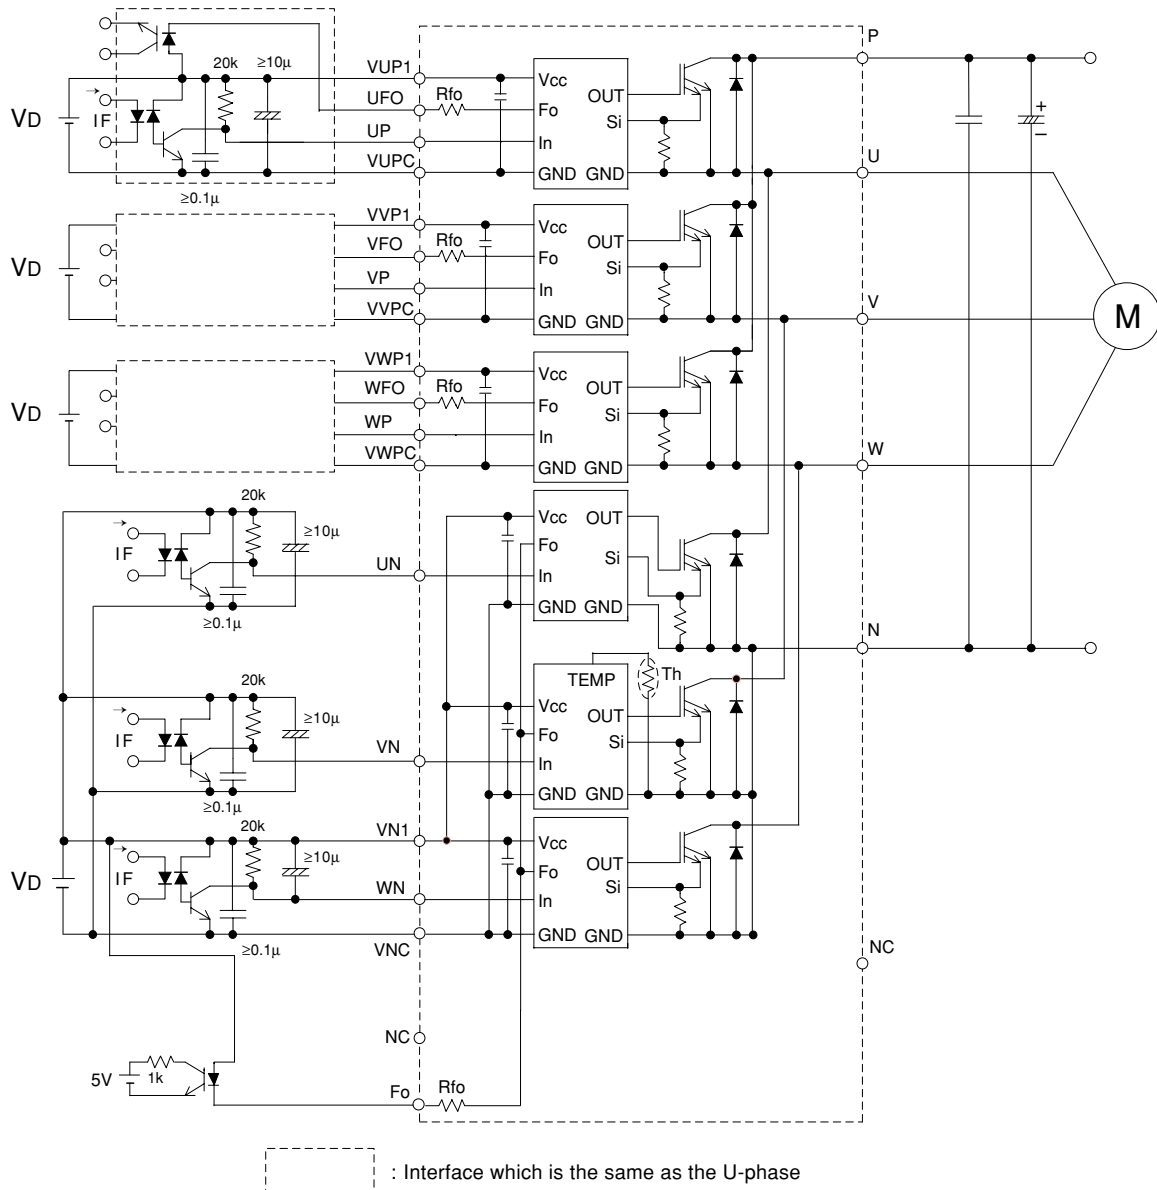 P
20k ≥10µ VUP1
Vcc
VD IF UFO Rfo Fo OUT
Si
+
–
UP In
VUPC GND GND U
≥0.1µ
VVP1 Vcc
VFO Rfo Fo OUT
VD Si
VP In
VVPC GND GND V
M
VWP1 Vcc
WFO Rfo Fo OUT
VD Si
WP In
VWPC GND GND W
20k
≥10µ Vcc OUT
IF Fo
UN In Si
GND GND
≥0.1µ N
TEMP Th
20k
≥10µ Vcc OUT
IF Fo
VN Si
In
GND GND
≥0.1µ
20k VN1 Vcc
≥10µ OUT
VD IF Fo
WN Si
In
GND GND
≥0.1µ VNC NC
NC
5V 1k
Fo Rfo
: Interface which is the same as the U-phase